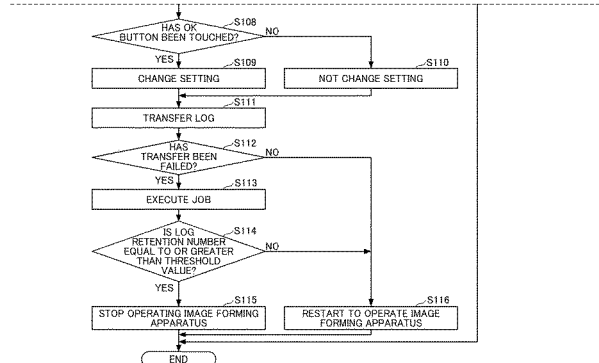 S108
HAS OK
BUTTON BEEN TOUCHED?
NO
YES
S109
CHANGE SETTING
S110
NOT CHANGE SETTING
S111
TRANSFER LOG
S112
HAS
TRANSFER BEEN
FAILED?
NO
YES
S113
EXECUTE JOB
S114
IS LOG
RETENTION NUMBER
EQUAL TO OR GREATER
THAN THRESHOLD
VALUE?
NO
YES
S115
STOP OPERATING IMAGE FORMING
APPARATUS
S116
RESTART TO OPERATE IMAGE
FORMING APPARATUS
END